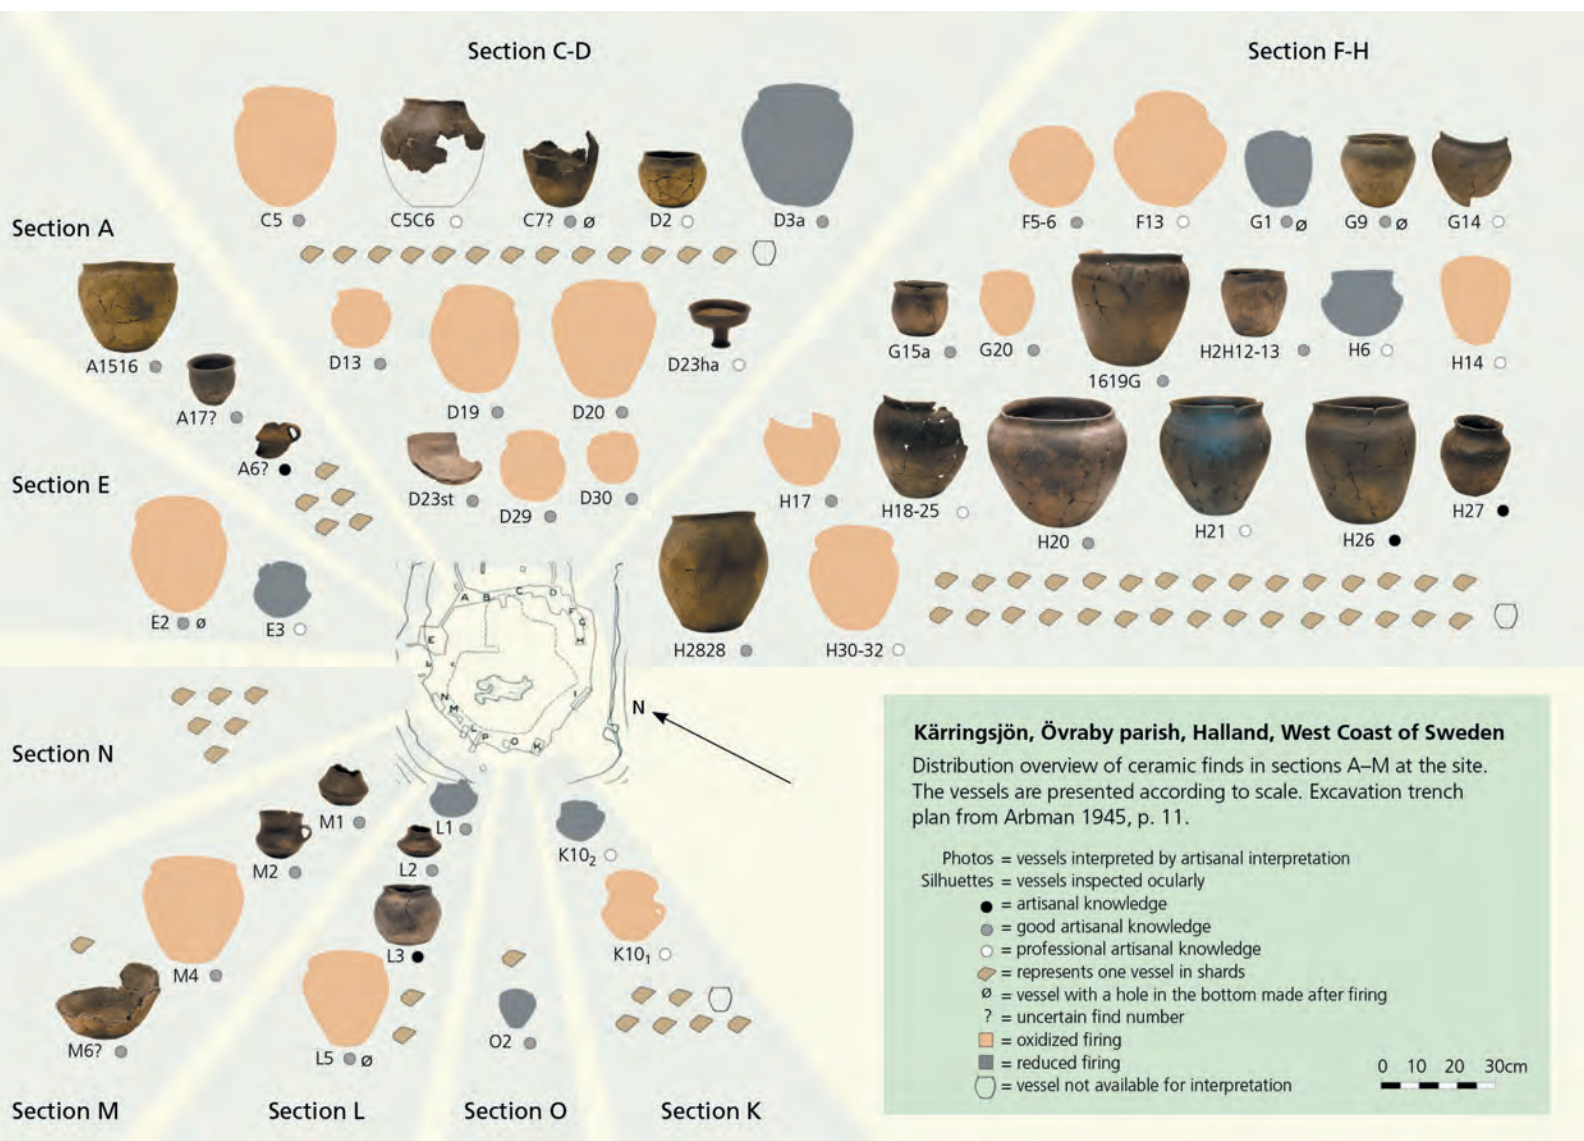 Section C-D
Section F-H
C5
C5C6
C7? ø
D2
D3a
F5-6
F13
G1 ø
G9 ø
G14
Section A
A1516
D13
D19
D20
D23ha
G15a
G20
1619G
H2H12-13
H6
H14
A17?
A6?
D23st
D29
D30
H17
H18-25
H20
H21
H26
H27
Section E
E2 ø
E3
H2828
H30-32
A
B
C
D
F
G
H
E
L
c
N
M
L
P
O
K
I
N
Section N
M1
M2
M4
M6?
L1
L2
L3
L5 ø
K10₂
K10₁
O2
Section M
Section L
Section O
Section K
Kärringsjön, Övraby parish, Halland, West Coast of Sweden
Distribution overview of ceramic finds in sections A–M at the site.
The vessels are presented according to scale. Excavation trench
plan from Arbman 1945, p. 11.
Photos = vessels interpreted by artisanal interpretation
Silhuettes = vessels inspected ocularly
= artisanal knowledge
= good artisanal knowledge
= professional artisanal knowledge
= represents one vessel in shards
ø = vessel with a hole in the bottom made after firing
? = uncertain find number
= oxidized firing
= reduced firing
= vessel not available for interpretation
0 10 20 30cm